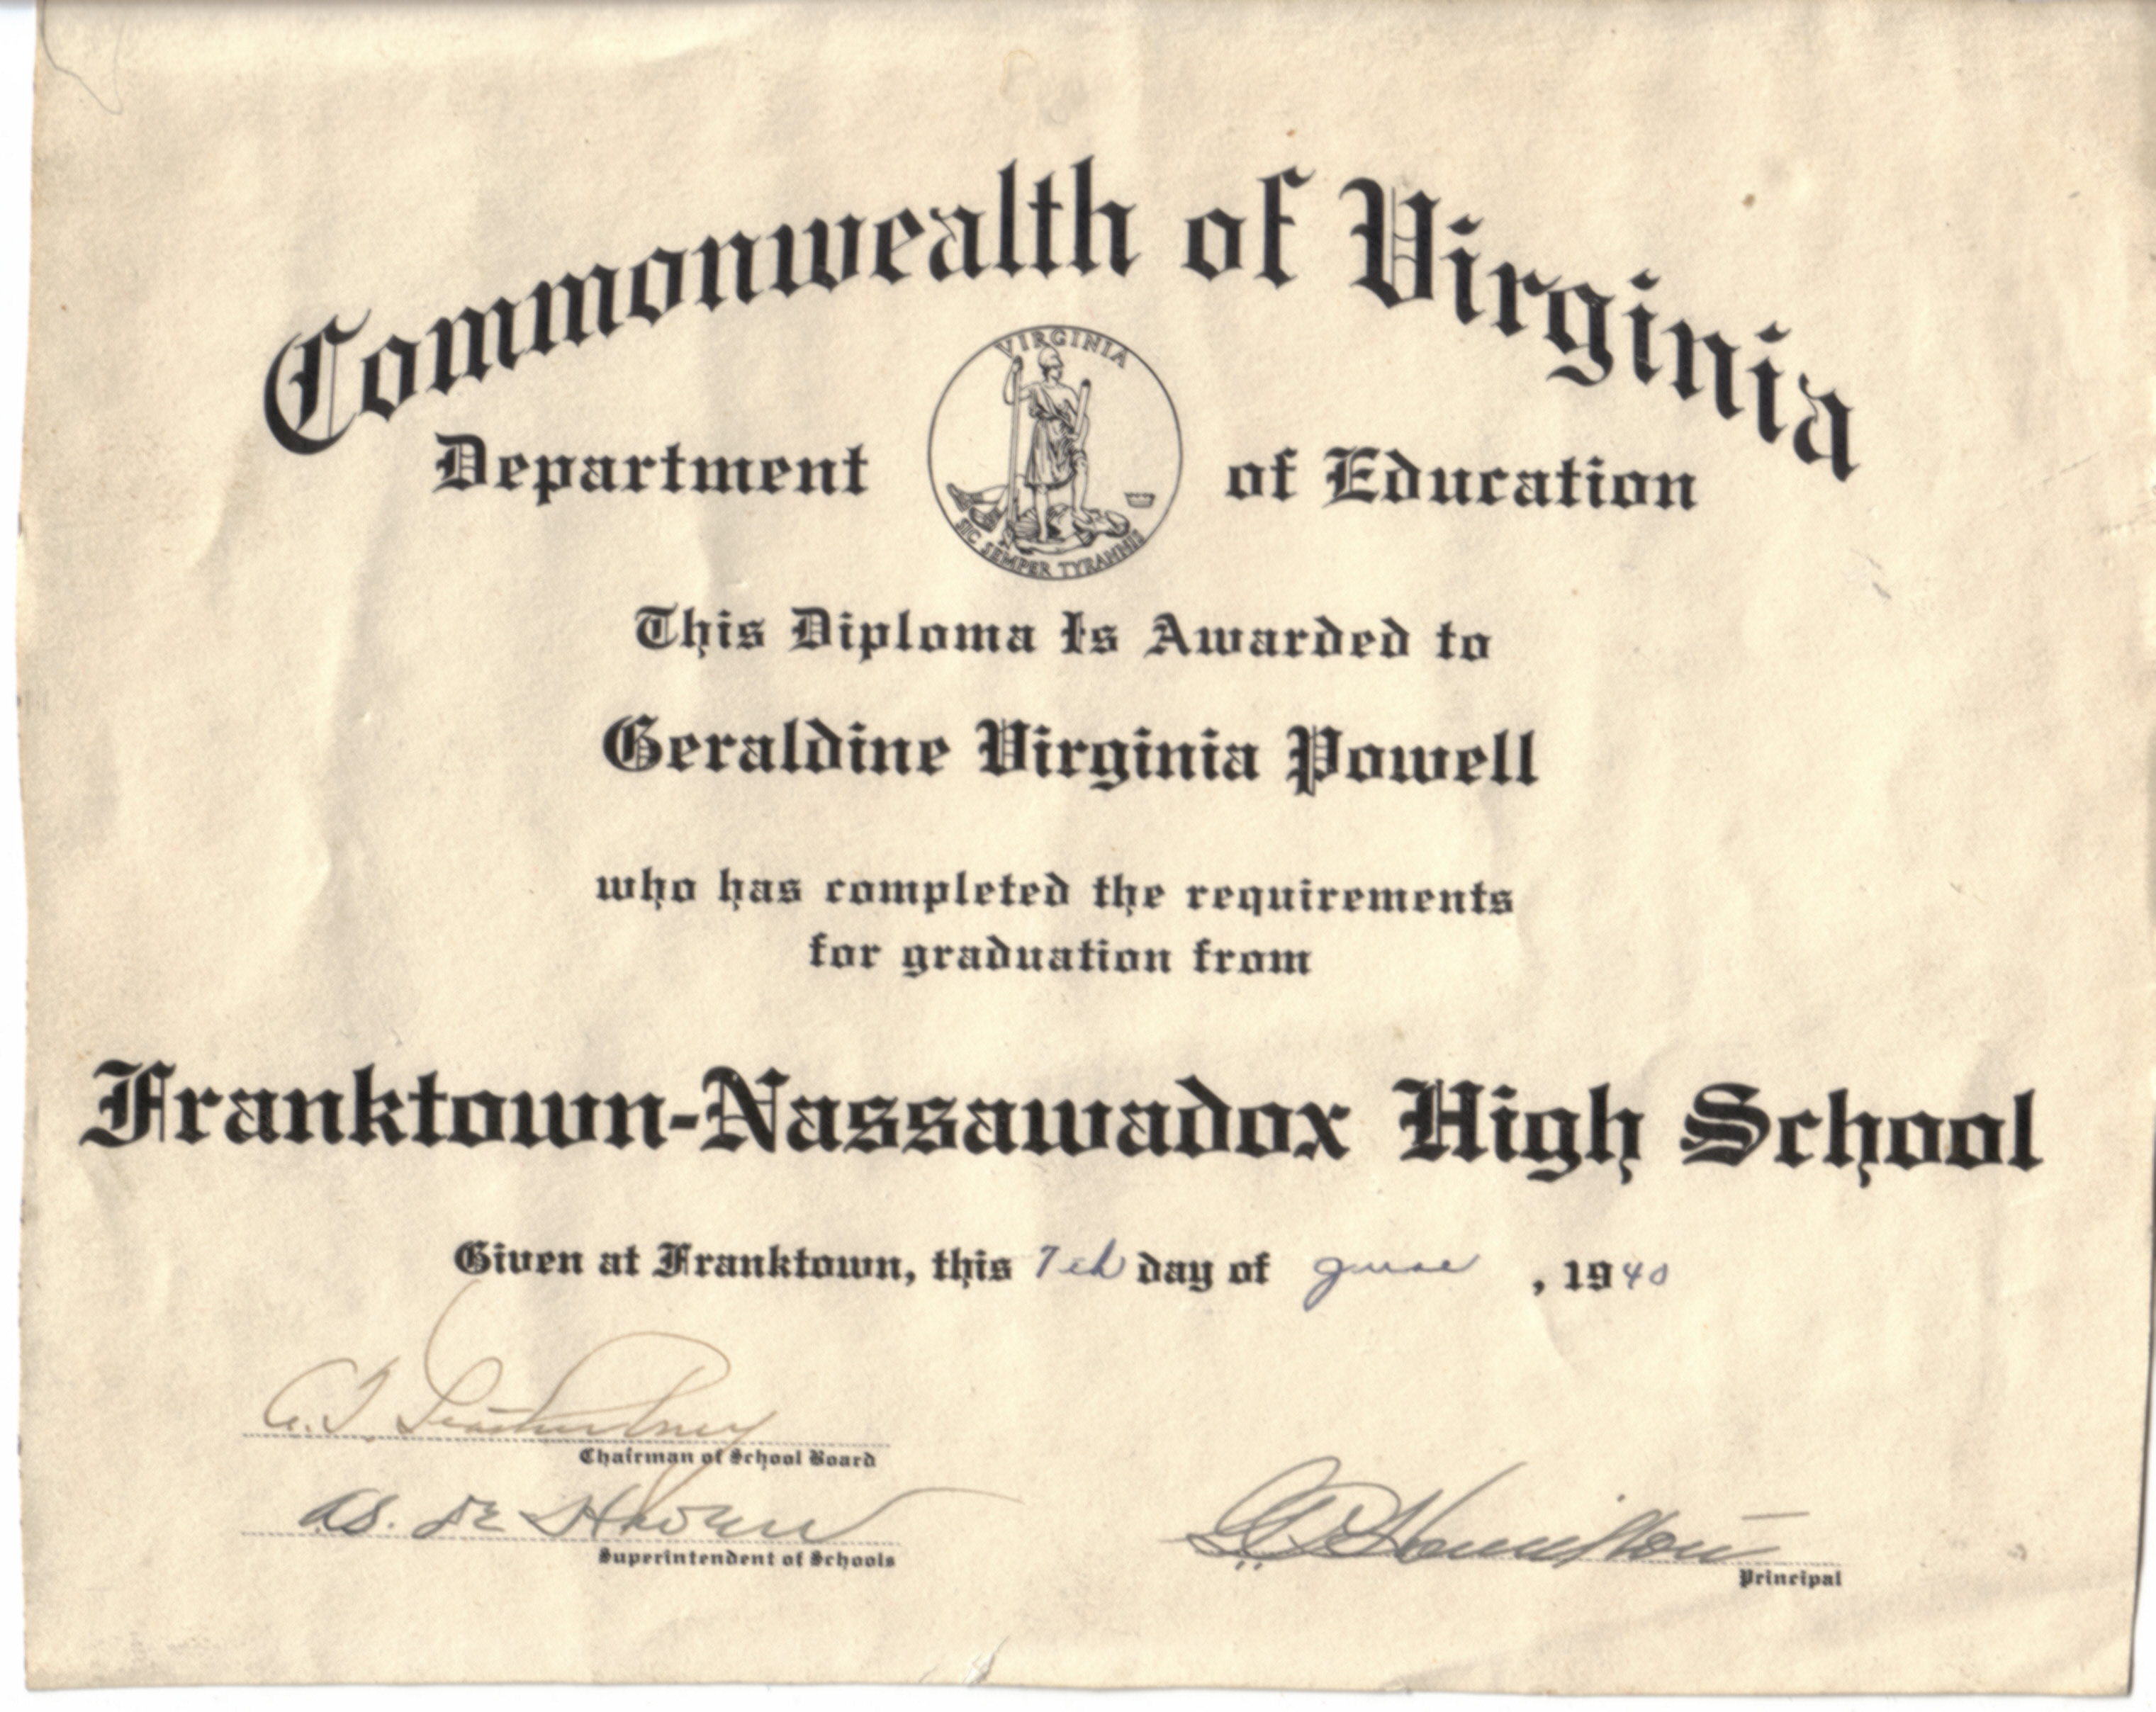 Commonwealth of Virginia
Department of Education
VIRGINIA
SIC SEMPER TYRANNIS
This Diploma Is Awarded to
Geraldine Virginia Powell
who has completed the requirements
for graduation from
Franktown-Nassawadox High School
Given at Franktown, this 7th day of June , 1940
Chairman of School Board
Superintendent of Schools
Hamilton
Principal